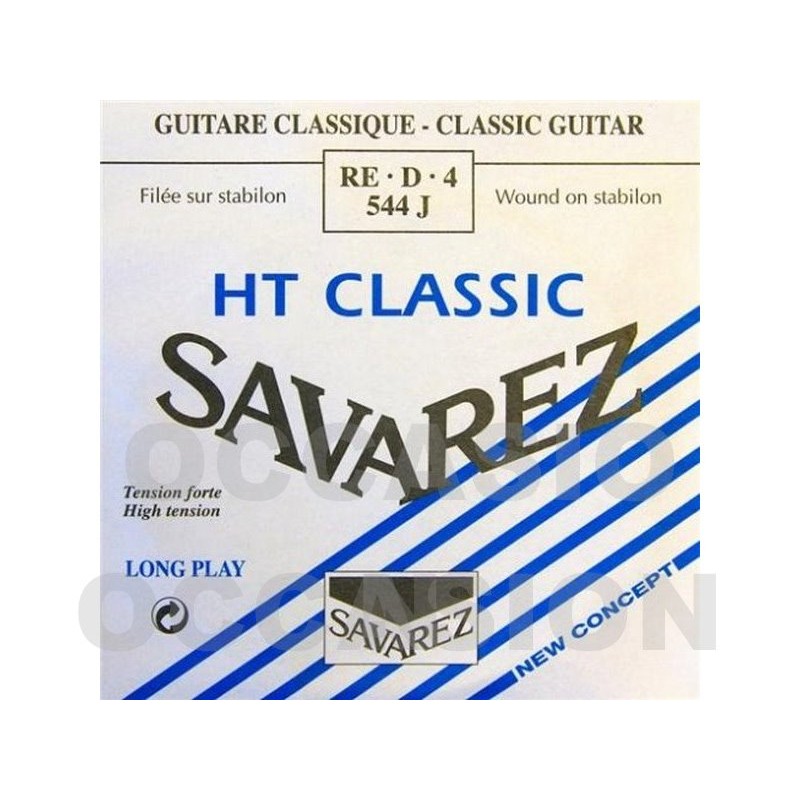 GUITARE CLASSIQUE - CLASSIC GUITAR
RE · D · 4
544 J
Filée sur stabilon
Wound on stabilon
HT CLASSIC
SAVAREZ
OCCASIO
Tension forte
High tension
LONG PLAY
OCCASION
SAVAREZ
NEW CONCEPT